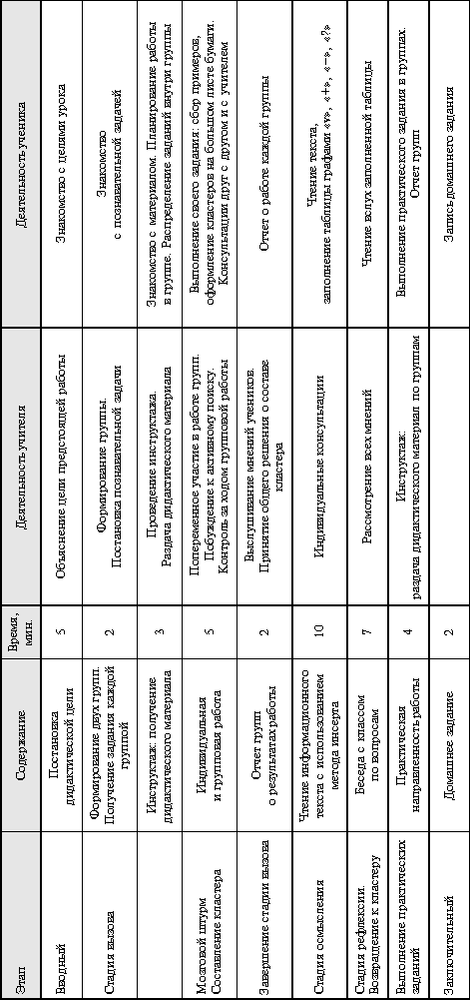 Этап
Содержание
Время,
мин.
Деятельность учителя
Деятельность ученика
Вводный
Постановка
дидактической цели
5
Объяснение цели предстоящей работы
Знакомство с целями урока
Стадия вызова
Формирование двух групп.
Получение задания каждой
группой
2
Формирование группы.
Постановка познавательной задачи
Знакомство
с познавательной задачей
Инструктаж: получение
дидактического материала
3
Проведение инструктажа.
Раздача дидактического материала
Знакомство с материалом. Планирование работы
в группе. Распределение заданий внутри группы
Мозговой штурм
Составление кластера
Индивидуальная
и групповая работа
5
Попеременное участие в работе групп.
Побуждение к активному поиску.
Контроль за ходом групповой работы
Выполнение своего задания: сбор примеров,
оформление кластеров на большом листе бумаги.
Консультации друг с другом и с учителем
Завершение стадии вызова
Отчет групп
о результатах работы
2
Выслушивание мнений учеников.
Принятие общего решения о составе
кластера
Отчет о работе каждой группы
Стадия осмысления
Чтение информационного
текста с использованием
метода инсерта
10
Индивидуальные консультации
Чтение текста,
заполнение таблицы графами «v», «+», «−», «?»
Стадия рефлексии.
Возвращение к кластеру
Беседа с классом
по вопросам
7
Рассмотрение всех мнений
Чтение вслух заполненной таблицы
Выполнение практических
заданий
Практическая
направленность работы
4
Инструктаж:
раздача дидактического материал по группам
Выполнение практического задания в группах.
Отчет групп
Заключительный
Домашнее задание
2
Запись домашнего задания